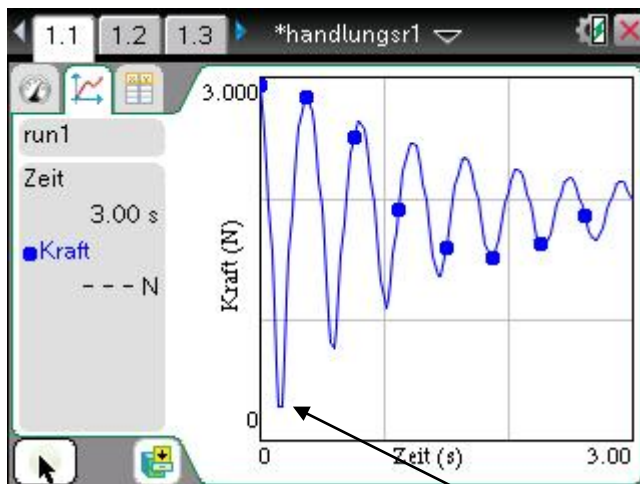 1.1 1.2 1.3 *handlungsr1
run1
Zeit
3.00 s
Kraft
--- N
3.000
Kraft (N)
0
0 Zeit (s) 3.00